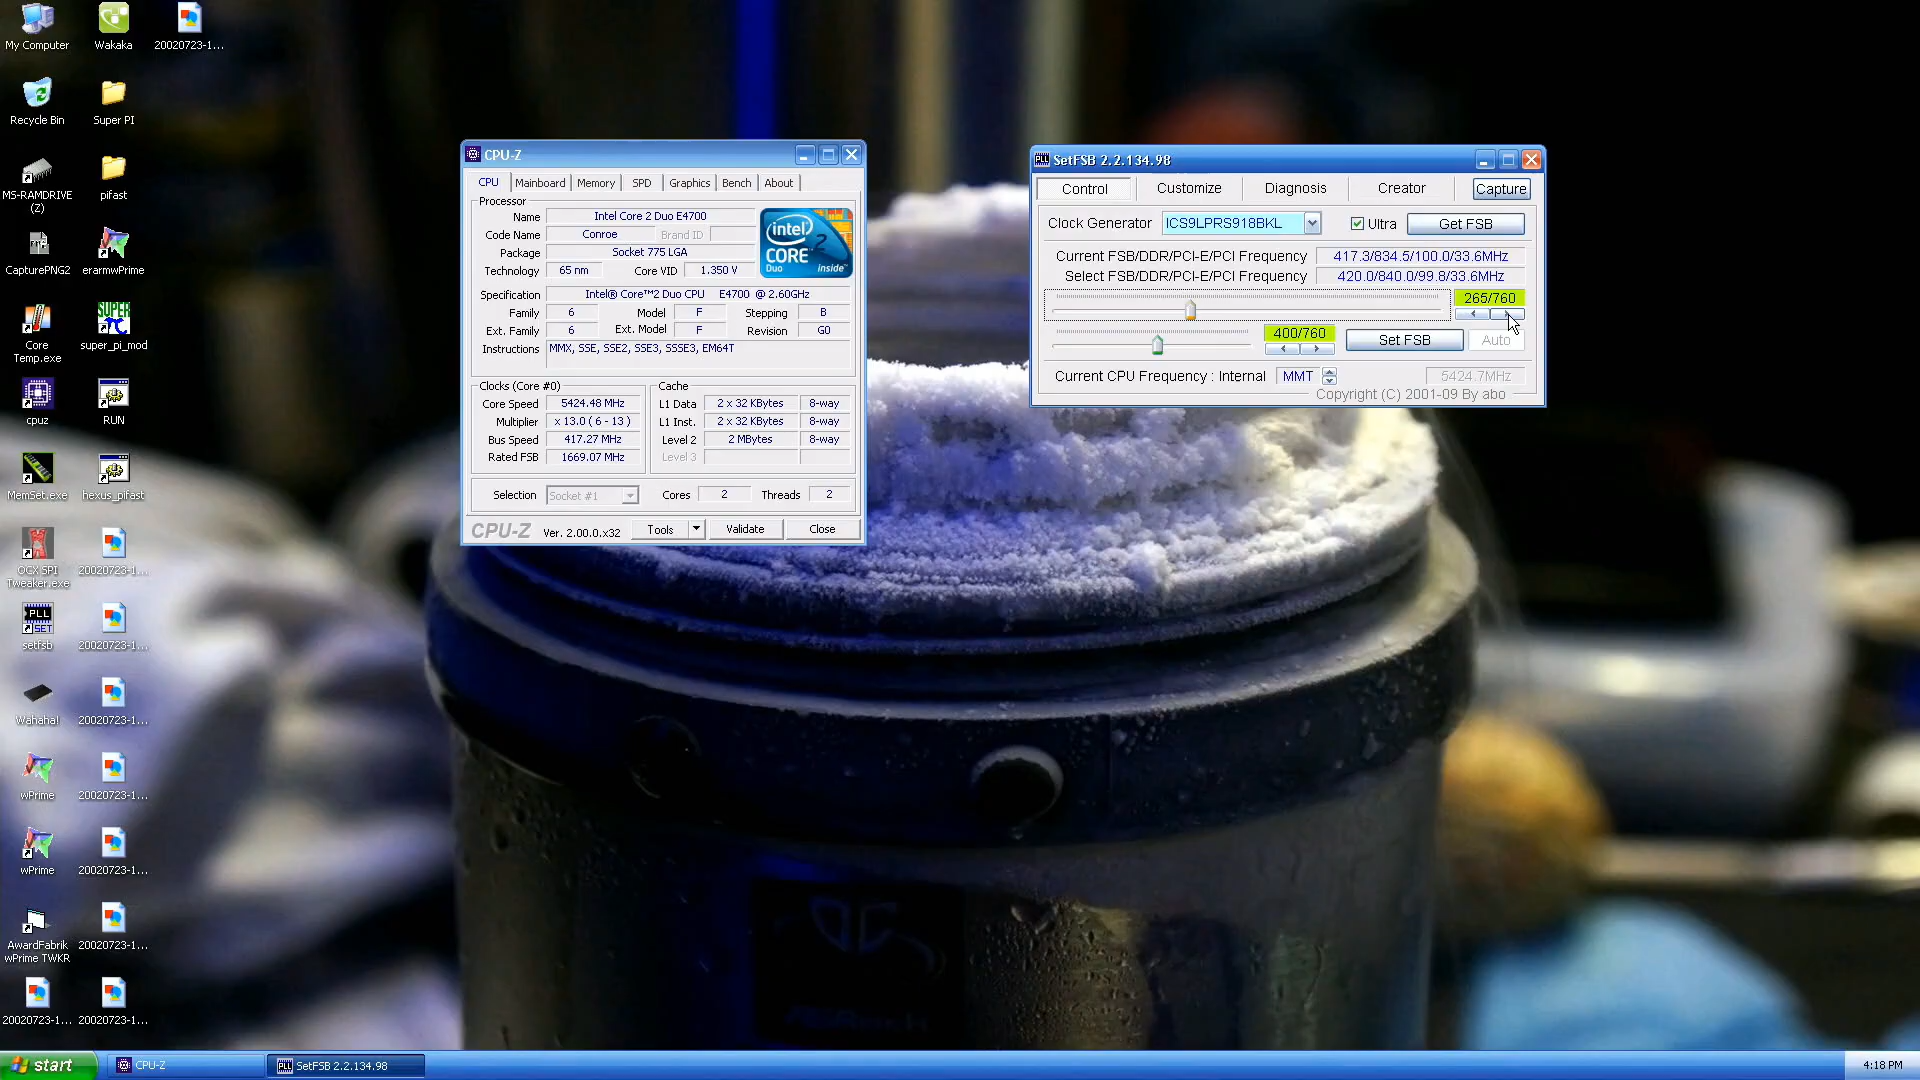 My Computer
Wakaka
20020723-1...
Recycle Bin
Super PI
MS-RAMDRIVE (Z)
pifast
CapturePNG2
erarmwPrime
Core Temp.exe
super_pi_mod
cpuz
RUN
MemSet.exe
hexus_pifast
OCX SPI Tweaker.exe
20020723-1...
setfsb
20020723-1...
Wahaha!
20020723-1...
wPrime
20020723-1...
wPrime
20020723-1...
AwardFabrik wPrime TWKR
20020723-1...
20020723-1...
20020723-1...
CPU-Z
CPU Mainboard Memory SPD Graphics Bench About
Processor
Name Intel Core 2 Duo E4700
Code Name Conroe Brand ID
Package Socket 775 LGA
Technology 65 nm Core VID 1.350 V
intel CORE 2 Duo inside™
Specification Intel® Core™2 Duo CPU E4700 @ 2.60GHz
Family 6 Model F Stepping B
Ext. Family 6 Ext. Model F Revision G0
Instructions MMX, SSE, SSE2, SSE3, SSSE3, EM64T
Clocks (Core #0)
Core Speed 5424.48 MHz
Multiplier x 13.0 ( 6 - 13 )
Bus Speed 417.27 MHz
Rated FSB 1669.07 MHz
Cache
L1 Data 2 x 32 KBytes 8-way
L1 Inst. 2 x 32 KBytes 8-way
Level 2 2 MBytes 8-way
Level 3
Selection Socket #1 Cores 2 Threads 2
CPU-Z Ver. 2.00.0.x32 Tools Validate Close
SetFSB 2.2.134.98
Control Customize Diagnosis Creator Capture
Clock Generator ICS9LPRS918BKL Ultra Get FSB
Current FSB/DDR/PCI-E/PCI Frequency 417.3/834.5/100.0/33.6MHz
Select FSB/DDR/PCI-E/PCI Frequency 420.0/840.0/99.8/33.6MHz
265/760
400/760 Set FSB Auto
Current CPU Frequency : Internal MMT 5424.7MHz
Copyright (C) 2001-09 By abo
start CPU-Z SetFSB 2.2.134.98 4:18 PM